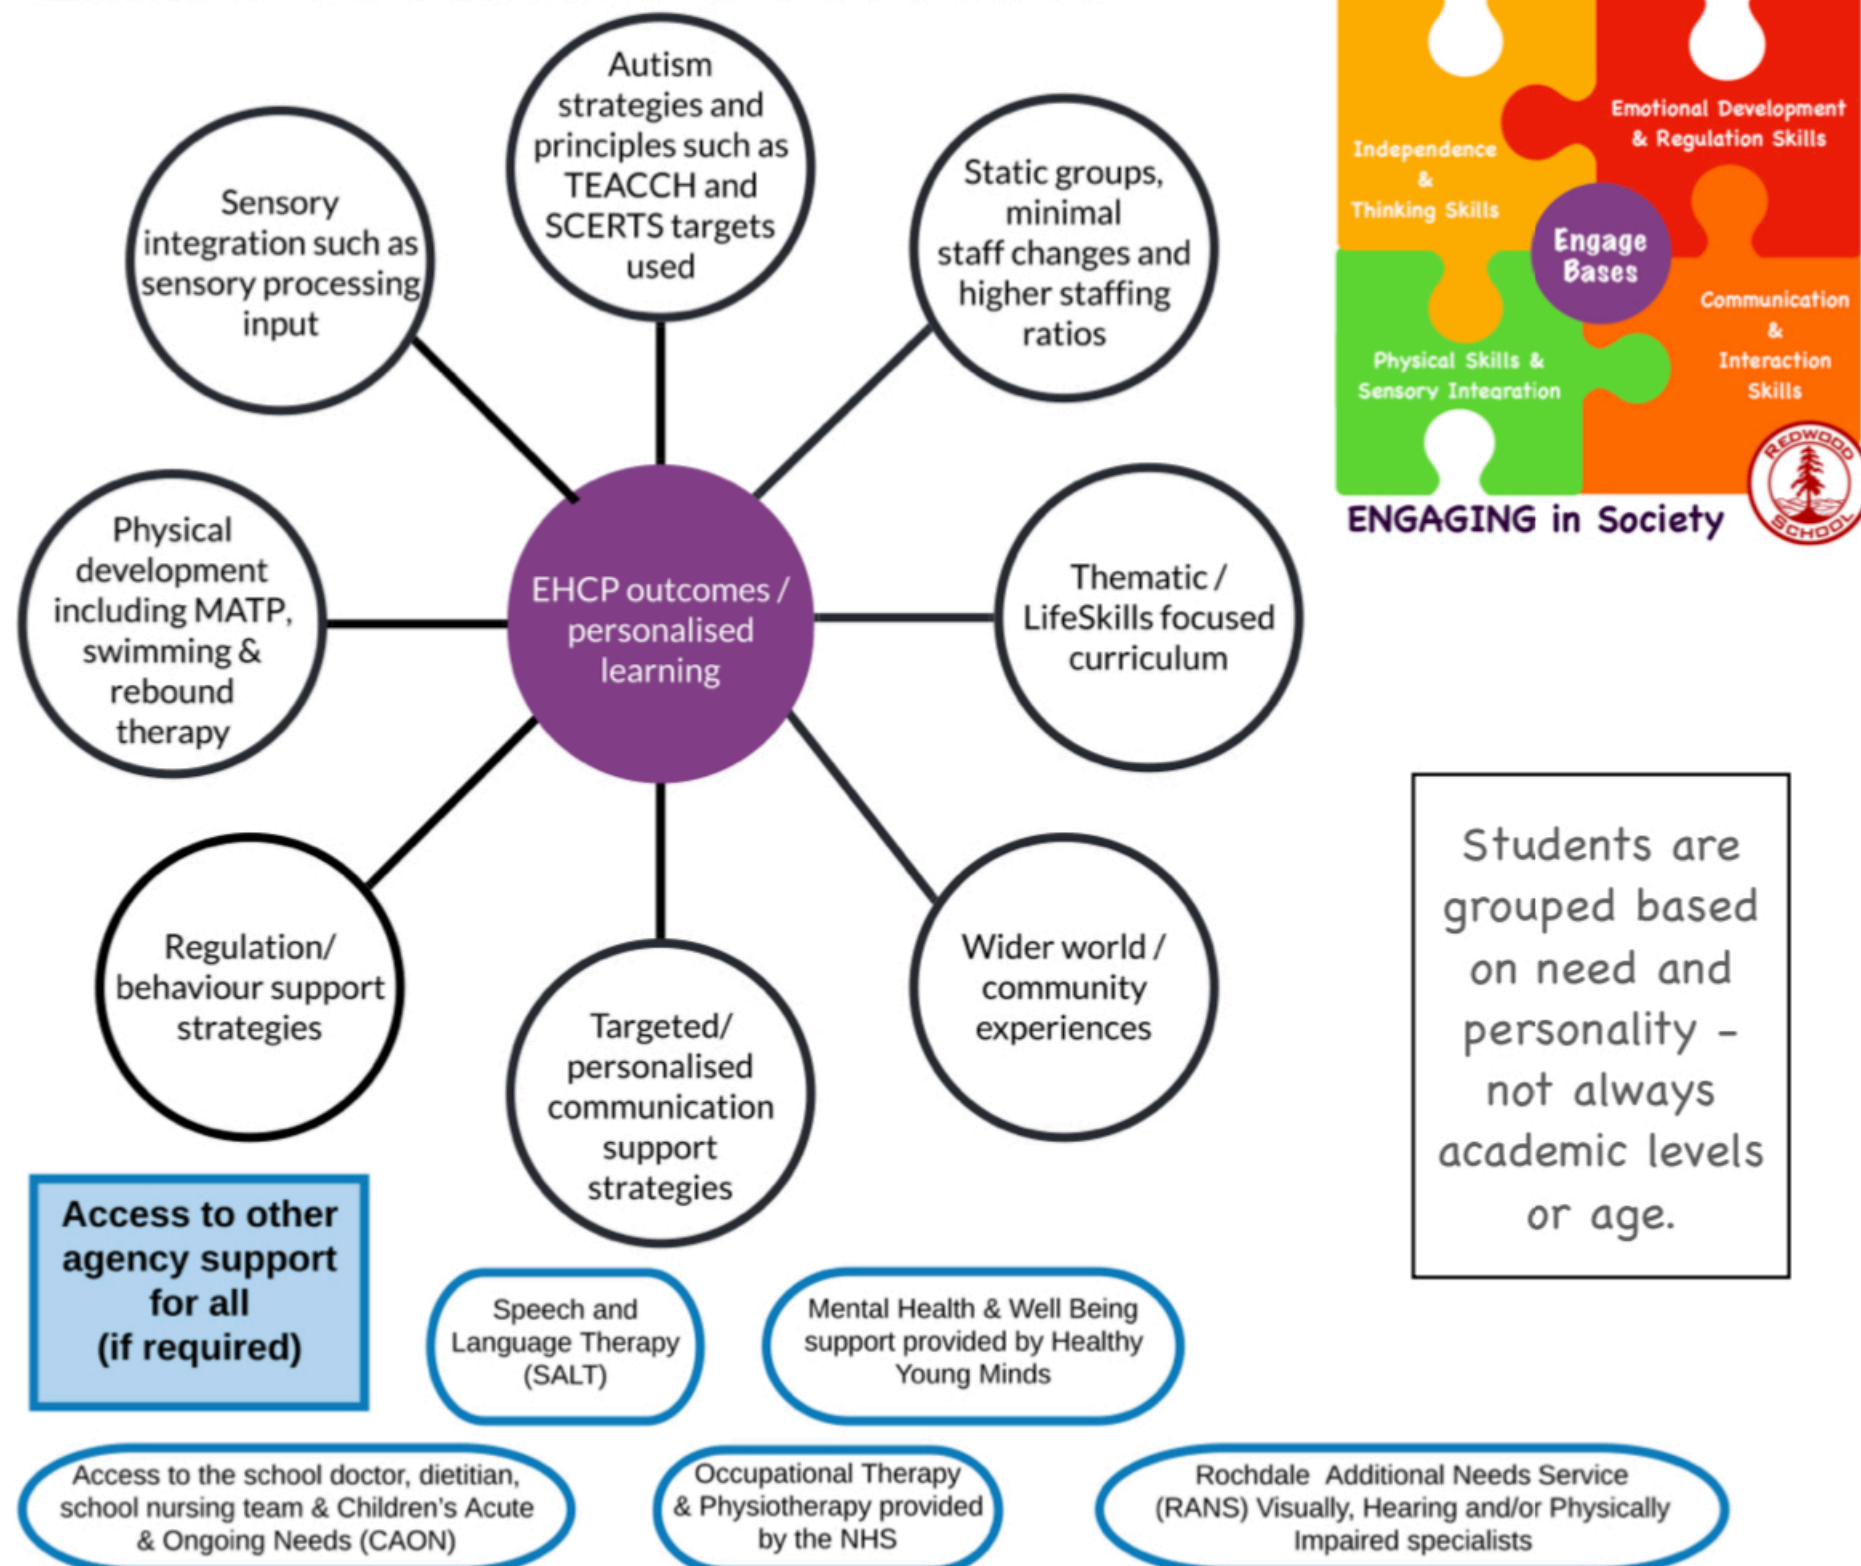 Autism
strategies and
principles such as
TEACCH and
SCERTS targets
used
Static groups,
minimal
staff changes and
higher staffing
ratios
Thematic /
LifeSkills focused
curriculum
Wider world /
community
experiences
Targeted/
personalised
communication
support
strategies
Regulation/
behaviour support
strategies
Physical
development
including MATP,
swimming &
rebound
therapy
Sensory
integration such as
sensory processing
input
EHCP outcomes /
personalised
learning
Independence
&
Thinking Skills
Emotional Development
& Regulation Skills
Engage
Bases
Physical Skills &
Sensory Integration
Communication
&
Interaction
Skills
REDWOOD
SCHOOL
ENGAGING in Society
Students are
grouped based
on need and
personality -
not always
academic levels
or age.
Access to other
agency support
for all
(if required)
Speech and
Language Therapy
(SALT)
Mental Health & Well Being
support provided by Healthy
Young Minds
Access to the school doctor, dietitian,
school nursing team & Children's Acute
& Ongoing Needs (CAON)
Occupational Therapy
& Physiotherapy provided
by the NHS
Rochdale  Additional Needs Service
(RANS) Visually, Hearing and/or Physically
Impaired specialists